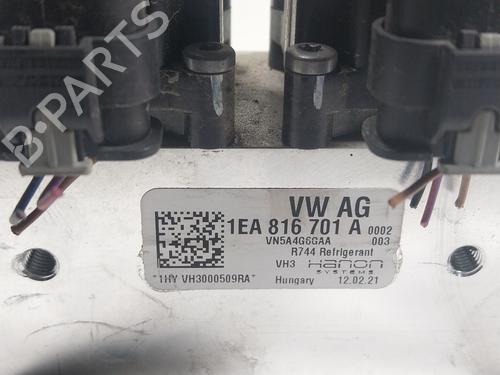 B-PARTS
VW AG
1EA 816 701 A 0002
VN5A4G6GAA 003
R744 Refrigerant
VH3 Hanon SYSTEMS
*1HY VH3000509RA* Hungary 12.02.21